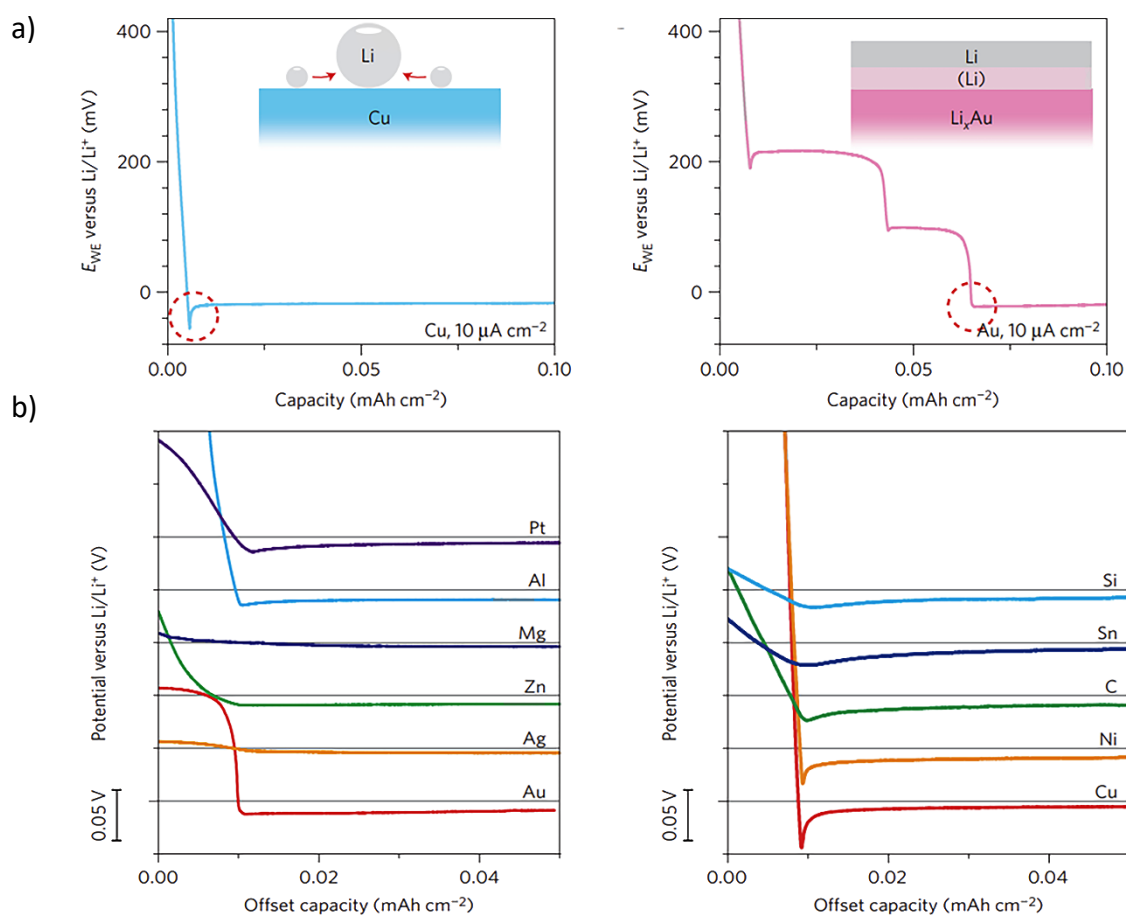 a)
400
200
0
E_WE versus Li/Li⁺ (mV)
Li
Cu
Cu, 10 μA cm⁻²
0.00
0.05
0.10
Capacity (mAh cm⁻²)
400
200
0
E_WE versus Li/Li⁺ (mV)
Li
(Li)
LiₓAu
Au, 10 μA cm⁻²
0.00
0.05
0.10
Capacity (mAh cm⁻²)
b)
Potential versus Li/Li⁺ (V)
0.05 V
Pt
Al
Mg
Zn
Ag
Au
0.00
0.02
0.04
Offset capacity (mAh cm⁻²)
Potential versus Li/Li⁺ (V)
0.05 V
Si
Sn
C
Ni
Cu
0.00
0.02
0.04
Offset capacity (mAh cm⁻²)